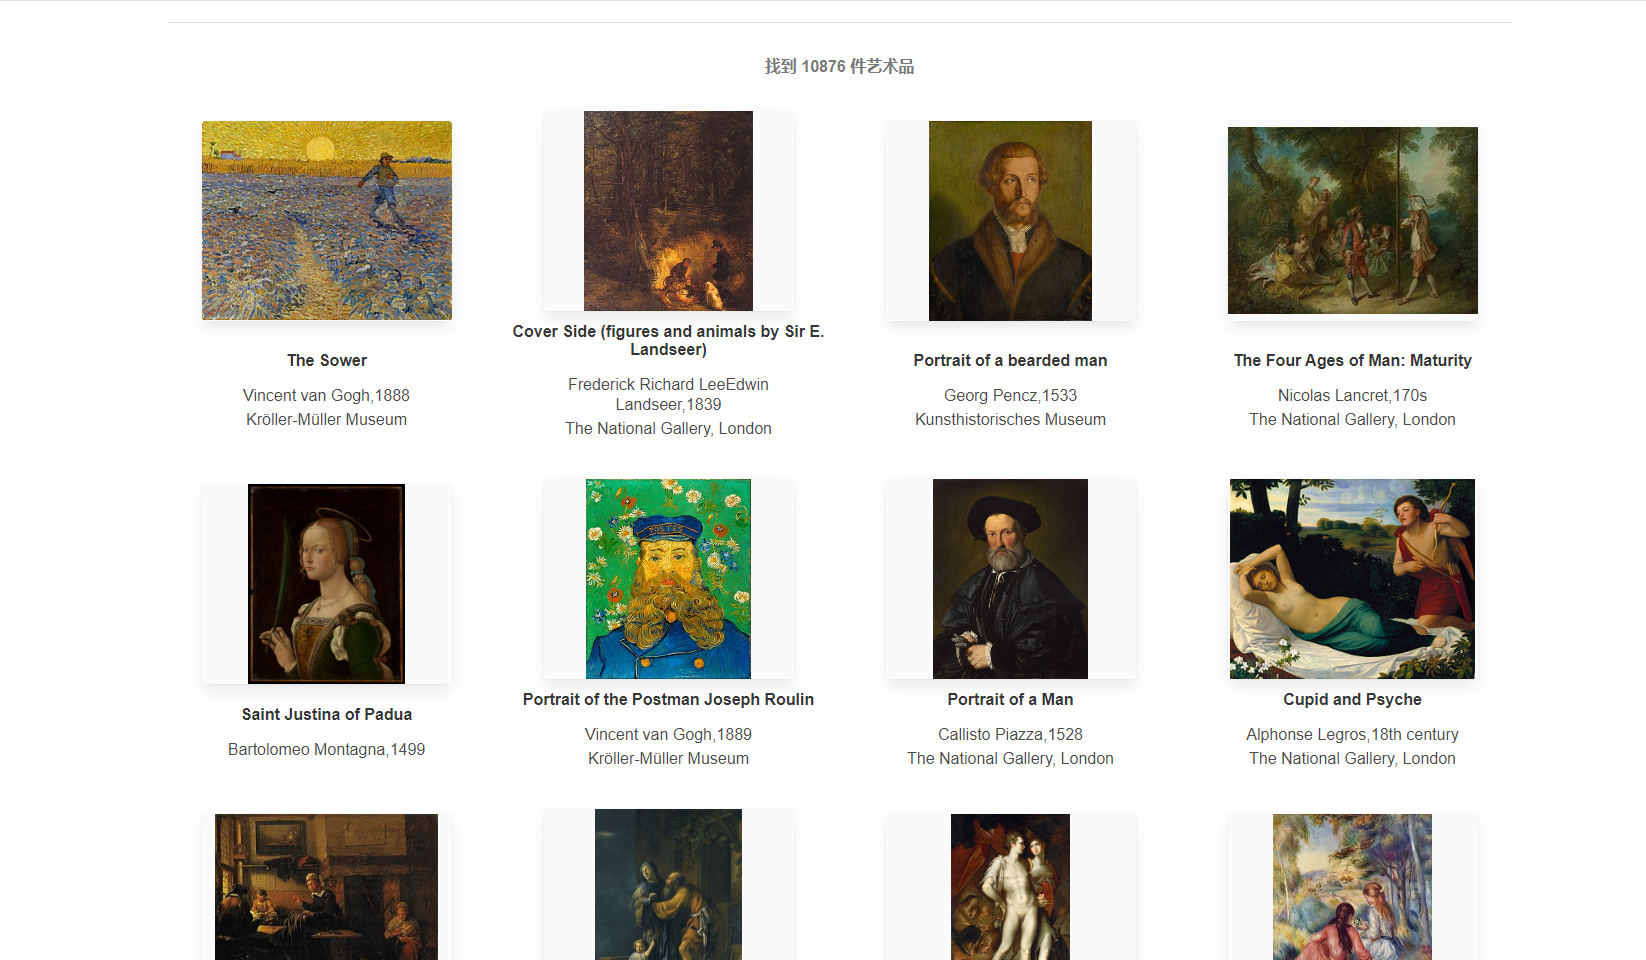 找到 10876 件艺术品
The Sower
Vincent van Gogh,1888
Kröller-Müller Museum
Cover Side (figures and animals by Sir E.
Landseer)
Frederick Richard LeeEdwin
Landseer,1839
The National Gallery, London
Portrait of a bearded man
Georg Pencz,1533
Kunsthistorisches Museum
The Four Ages of Man: Maturity
Nicolas Lancret,170s
The National Gallery, London
Saint Justina of Padua
Bartolomeo Montagna,1499
POSTES
Portrait of the Postman Joseph Roulin
Vincent van Gogh,1889
Kröller-Müller Museum
Portrait of a Man
Callisto Piazza,1528
The National Gallery, London
Cupid and Psyche
Alphonse Legros,18th century
The National Gallery, London